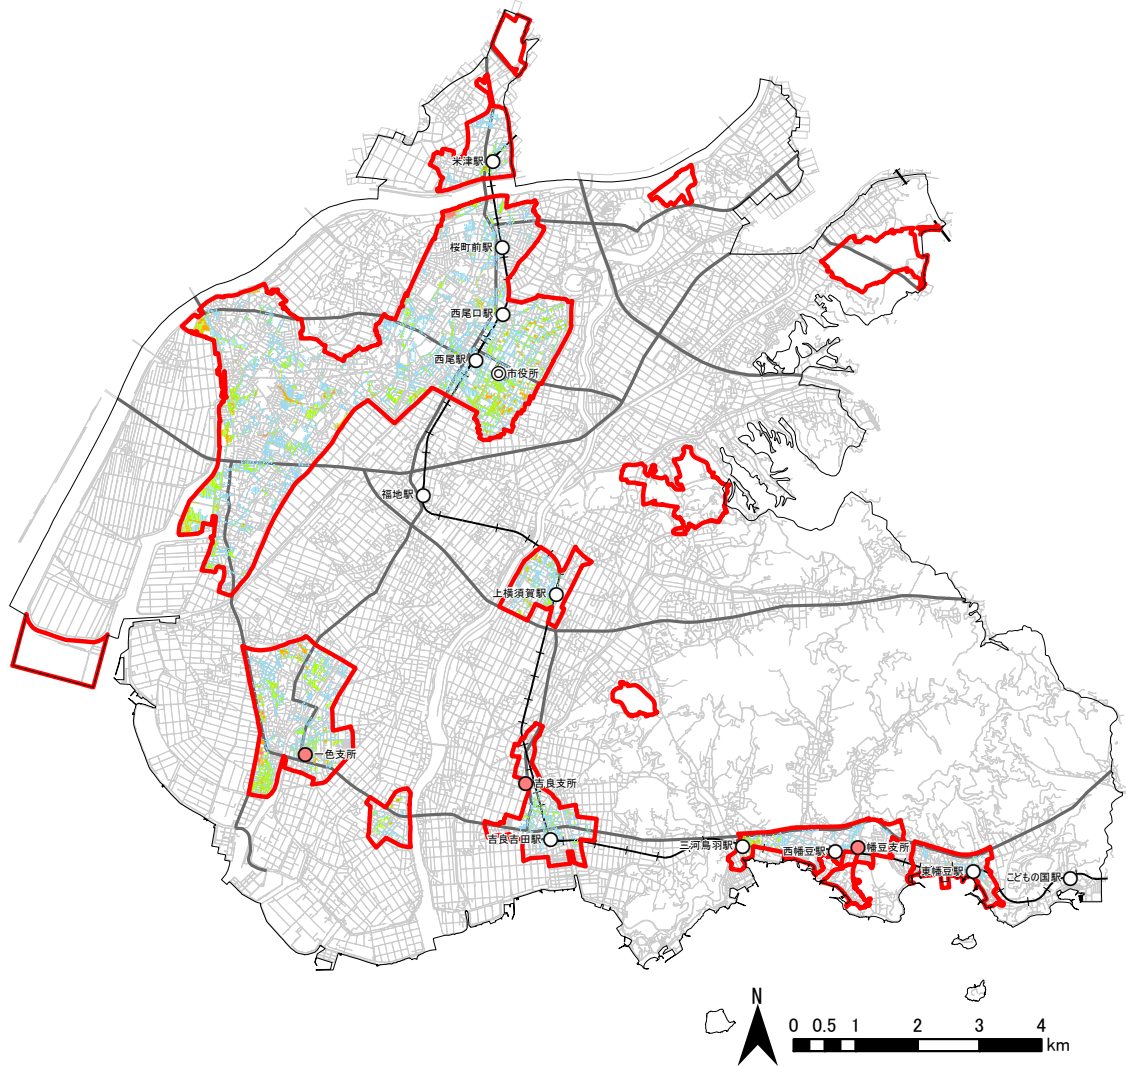 米津駅
桜町前駅
西尾口駅
西尾駅
市役所
福地駅
上横須賀駅
一色支所
吉良支所
吉良吉田駅
三河鳥羽駅
西幡豆駅
幡豆支所
東幡豆駅
こどもの国駅
N
0 0.5 1 2 3 4
km